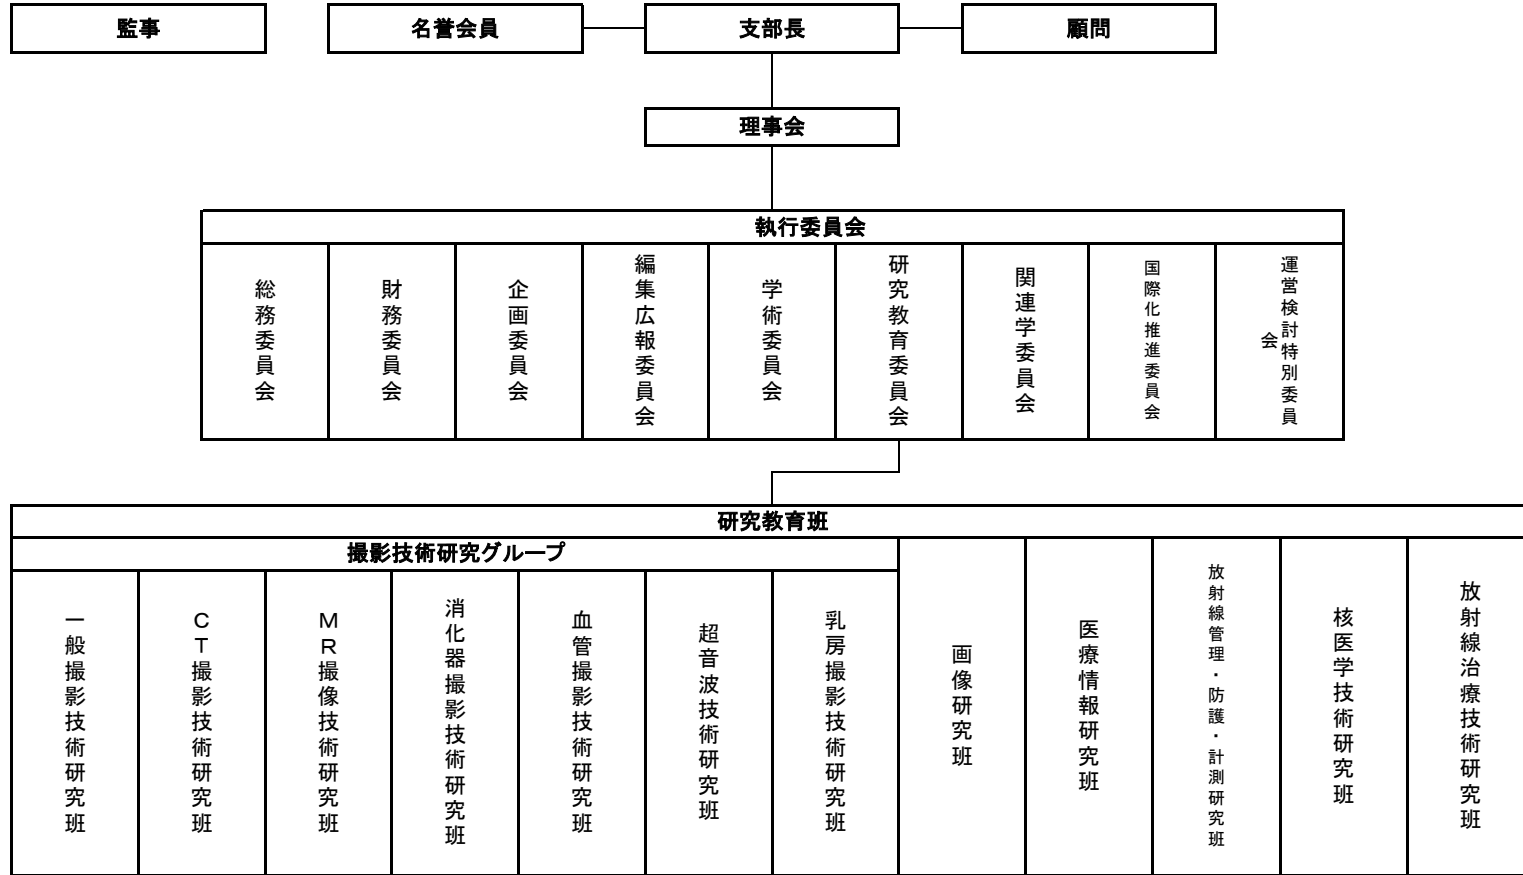 監事
名誉会員
支部長
顧問
理事会
執行委員会
総務委員会
財務委員会
企画委員会
編集広報委員会
学術委員会
研究教育委員会
関連学委員会
国際化推進委員会
運営検討特別委員
会
研究教育班
撮影技術研究グループ
一般撮影技術研究班
CT撮影技術研究班
MR撮像技術研究班
消化器撮影技術研究班
血管撮影技術研究班
超音波技術研究班
乳房撮影技術研究班
画像研究班
医療情報研究班
放射線管理・防護・計測研究班
核医学技術研究班
放射線治療技術研究班